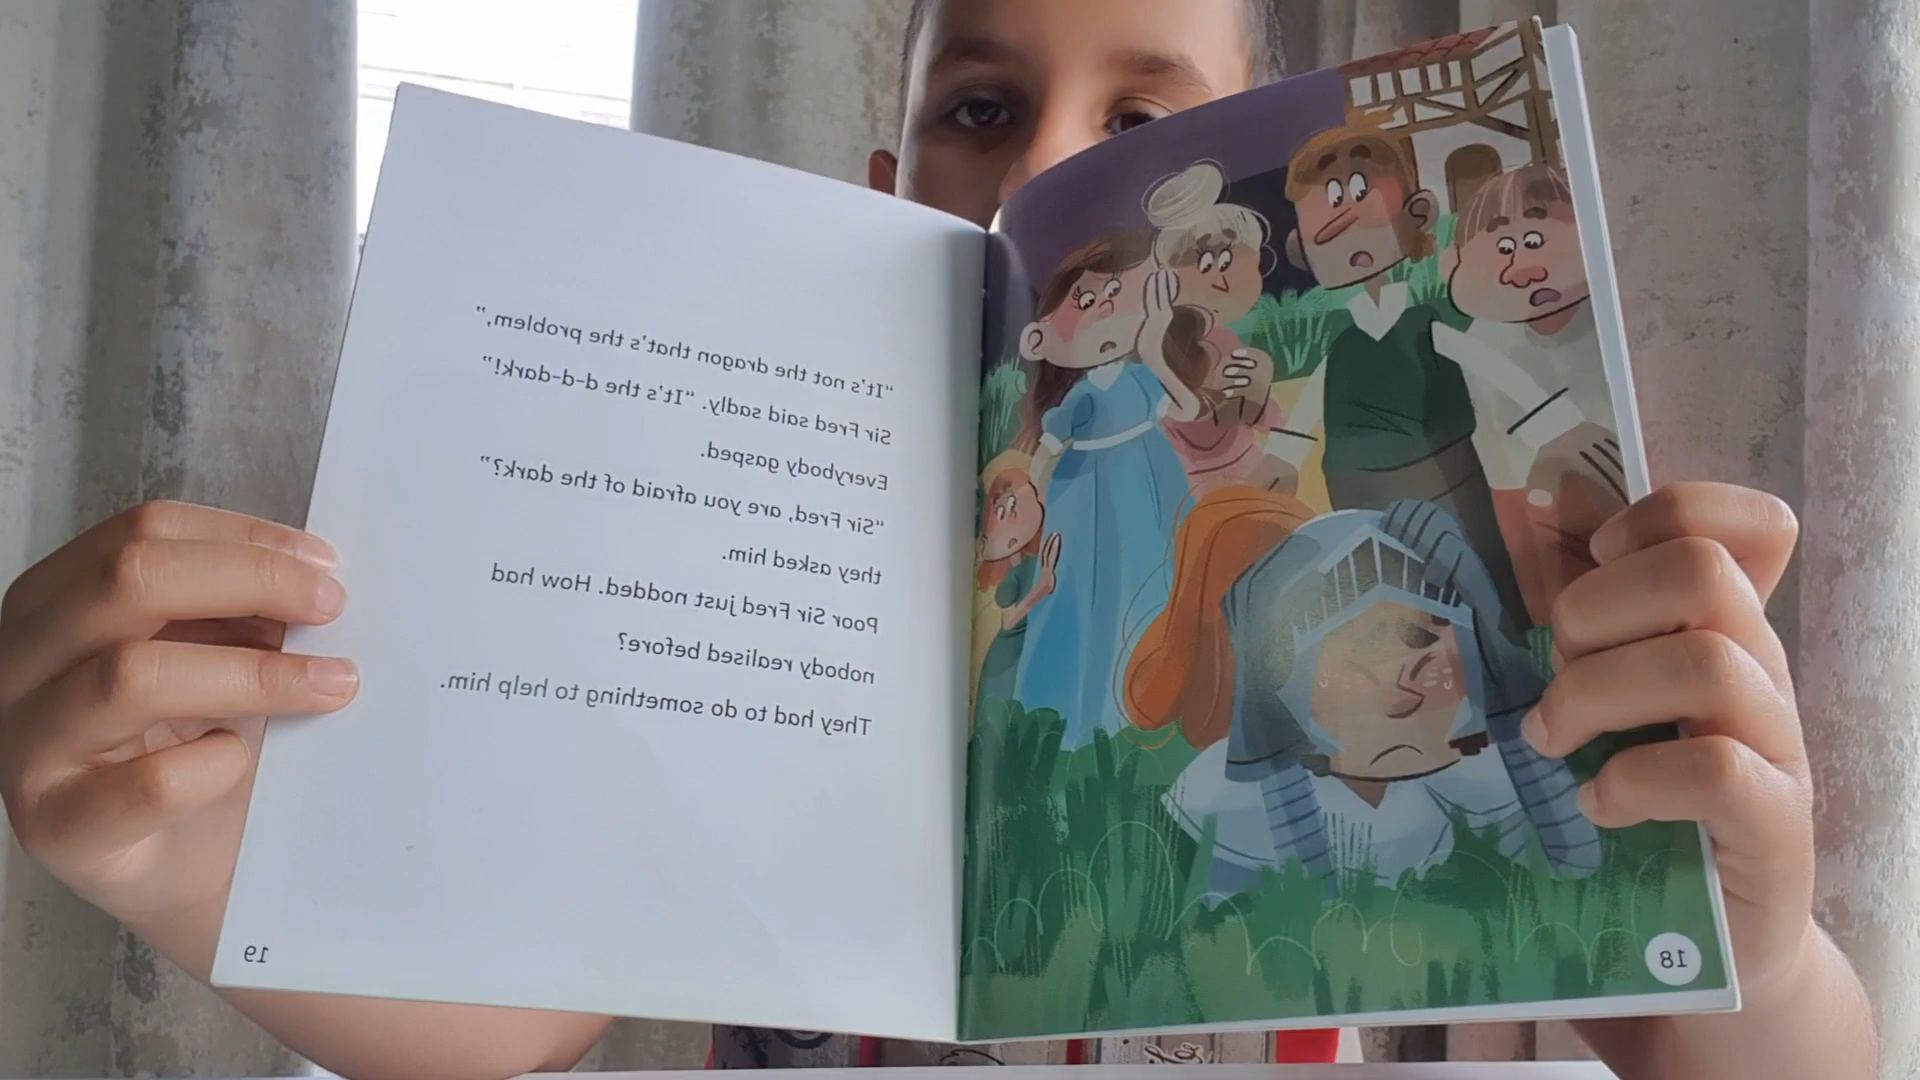 “It's not the dragon that's the problem,”
Sir Fred said sadly. “It's the d-d-dark!”
Everybody gasped.
“Sir Fred, are you afraid of the dark?”
they asked him.
Poor Sir Fred just nodded. How had
nobody realised before?
They had to do something to help him.
19
18